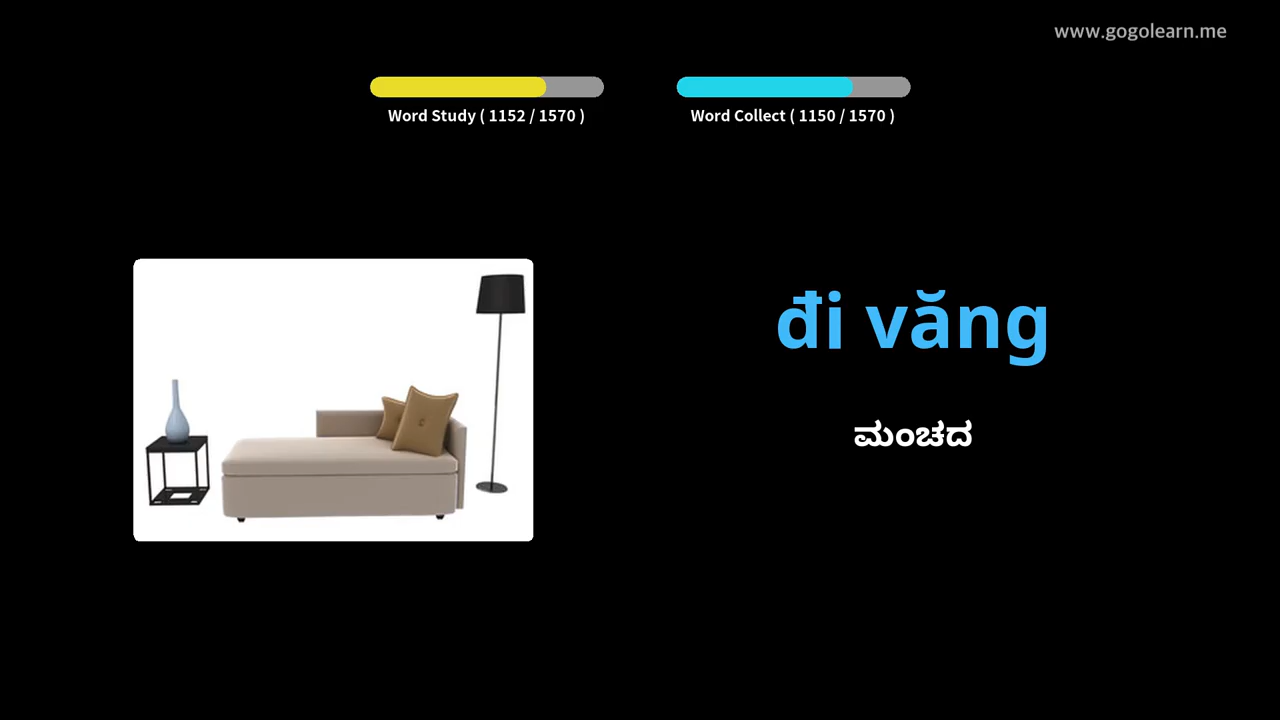 www.gogolearn.me
Word Study ( 1152 / 1570 )
Word Collect ( 1150 / 1570 )
đi văng
ಮಂಚದ